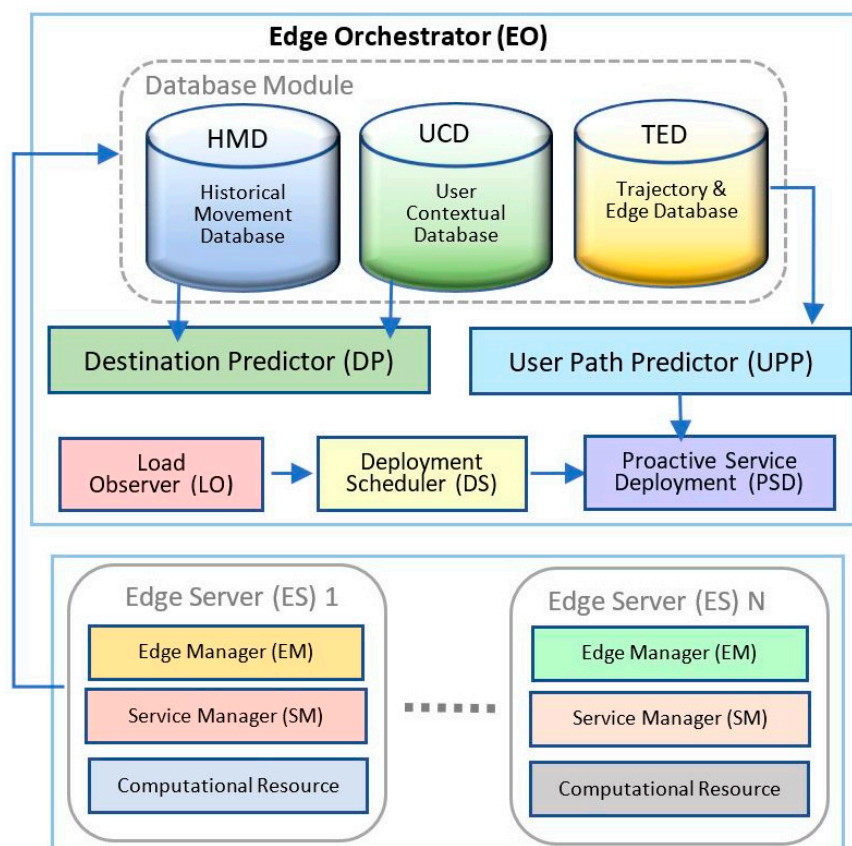 Edge Orchestrator (EO)
Database Module
HMD
Historical
Movement
Database
UCD
User
Contextual
Database
TED
Trajectory &
Edge Database
Destination Predictor (DP)
User Path Predictor (UPP)
Load
Observer (LO)
Deployment
Scheduler (DS)
Proactive Service
Deployment (PSD)
Edge Server (ES) 1
Edge Manager (EM)
Service Manager (SM)
Computational Resource
Edge Server (ES) N
Edge Manager (EM)
Service Manager (SM)
Computational Resource